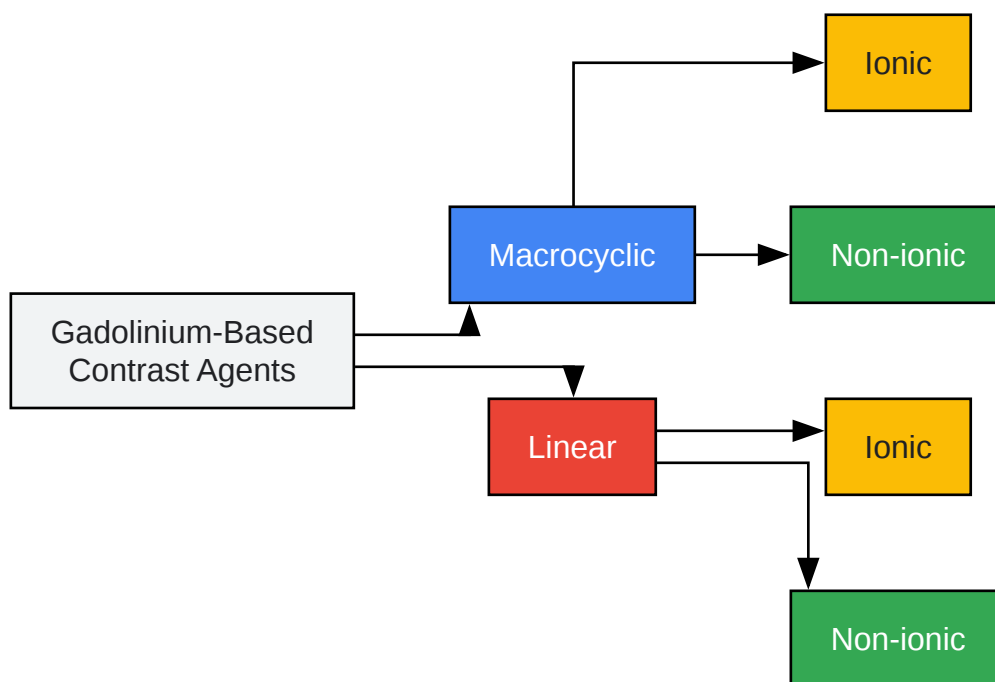 Ionic
Macrocyclic
Non-ionic
Gadolinium-Based
Contrast Agents
Linear
Ionic
Non-ionic